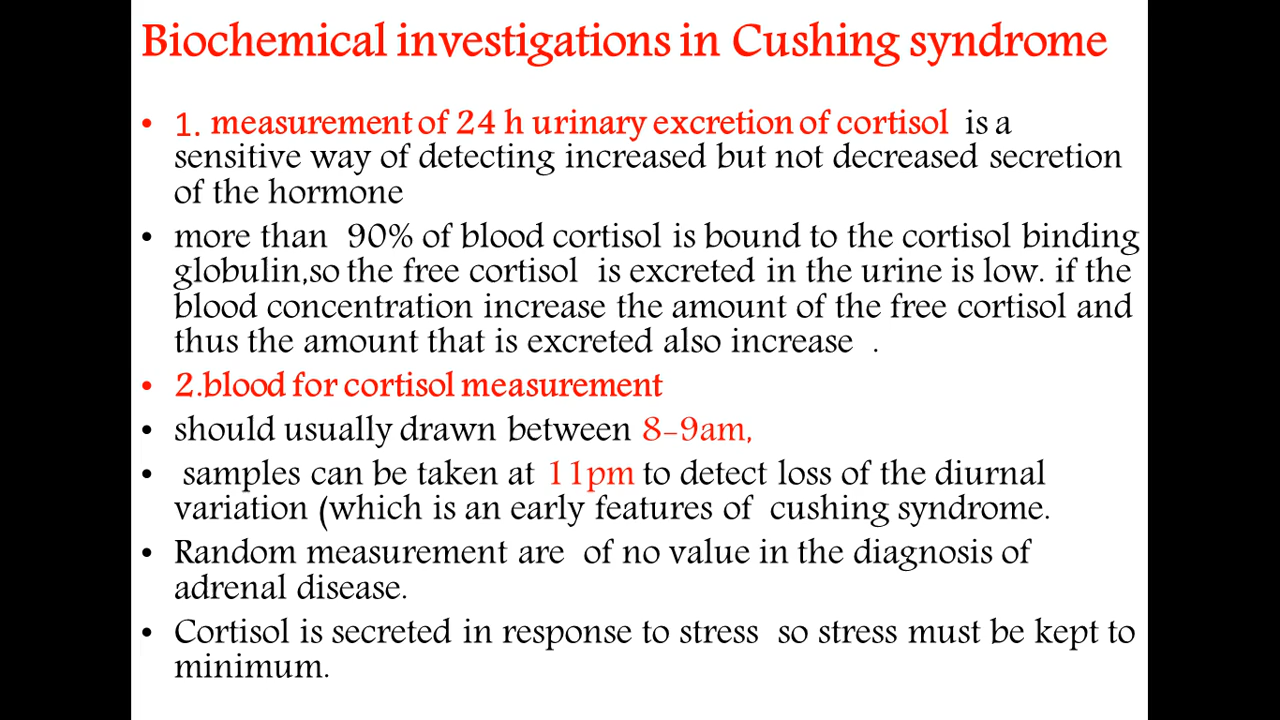 Biochemical investigations in Cushing syndrome
• 1. measurement of 24 h urinary excretion of cortisol is a
sensitive way of detecting increased but not decreased secretion
of the hormone
• more than 90% of blood cortisol is bound to the cortisol binding
globulin,so the free cortisol is excreted in the urine is low. if the
blood concentration increase the amount of the free cortisol and
thus the amount that is excreted also increase .
• 2.blood for cortisol measurement
• should usually drawn between 8-9am,
• samples can be taken at 11pm to detect loss of the diurnal
variation (which is an early features of cushing syndrome.
• Random measurement are of no value in the diagnosis of
adrenal disease.
• Cortisol is secreted in response to stress so stress must be kept to
minimum.